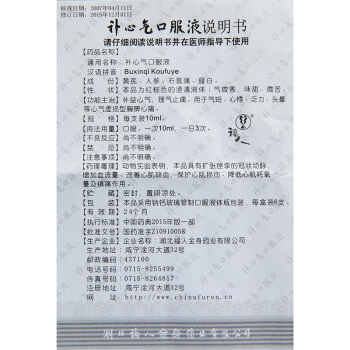 核准日期:2007年04月11日
修订日期:2015年12月01日
补心气口服液说明书
请仔细阅读说明书并在医师指导下使用
【药品名称】
通用名称:补心气口服液
汉语拼音:Buxinqi Koufuye
【成    份】黄芪、人参、石菖蒲、薤白。
【性    状】本品为红棕色的澄清液体;气微香,味甜、微苦。
【功能主治】补益心气、理气止痛。用于气短、心悸、乏力、头晕
等心气虚损型胸痹心痛。
【规    格】每支装10ml。
【用法用量】口服。一次10ml,一日3次。
【不良反应】尚不明确。
【禁    忌】尚不明确。
【注意事项】尚不明确。
【药理毒理】动物实验表明,本品具有扩张痉挛的冠状动脉,
增加血流量,改善心肌缺血,保护心肌损伤,降低心肌耗氧
量及镇痛作用。
【贮    藏】密封,置阴凉处。
【包    装】本品采用钠钙玻璃管制口服液体瓶包装,每盒装6支。
【有 效 期】24个月
【执行标准】中国药典2015年版一部
【批准文号】国药准字Z10910058
【生产企业】企业名称:湖北福人金身药业有限公司
生产地址:咸宁淦河大道32号
邮政编码:437100
电话号码:0715-8255499
传真号码:0715-8264857
注册地址:咸宁淦河大道32号
网    址:www.chinafuren.cn
湖北福人金身药业有限公司